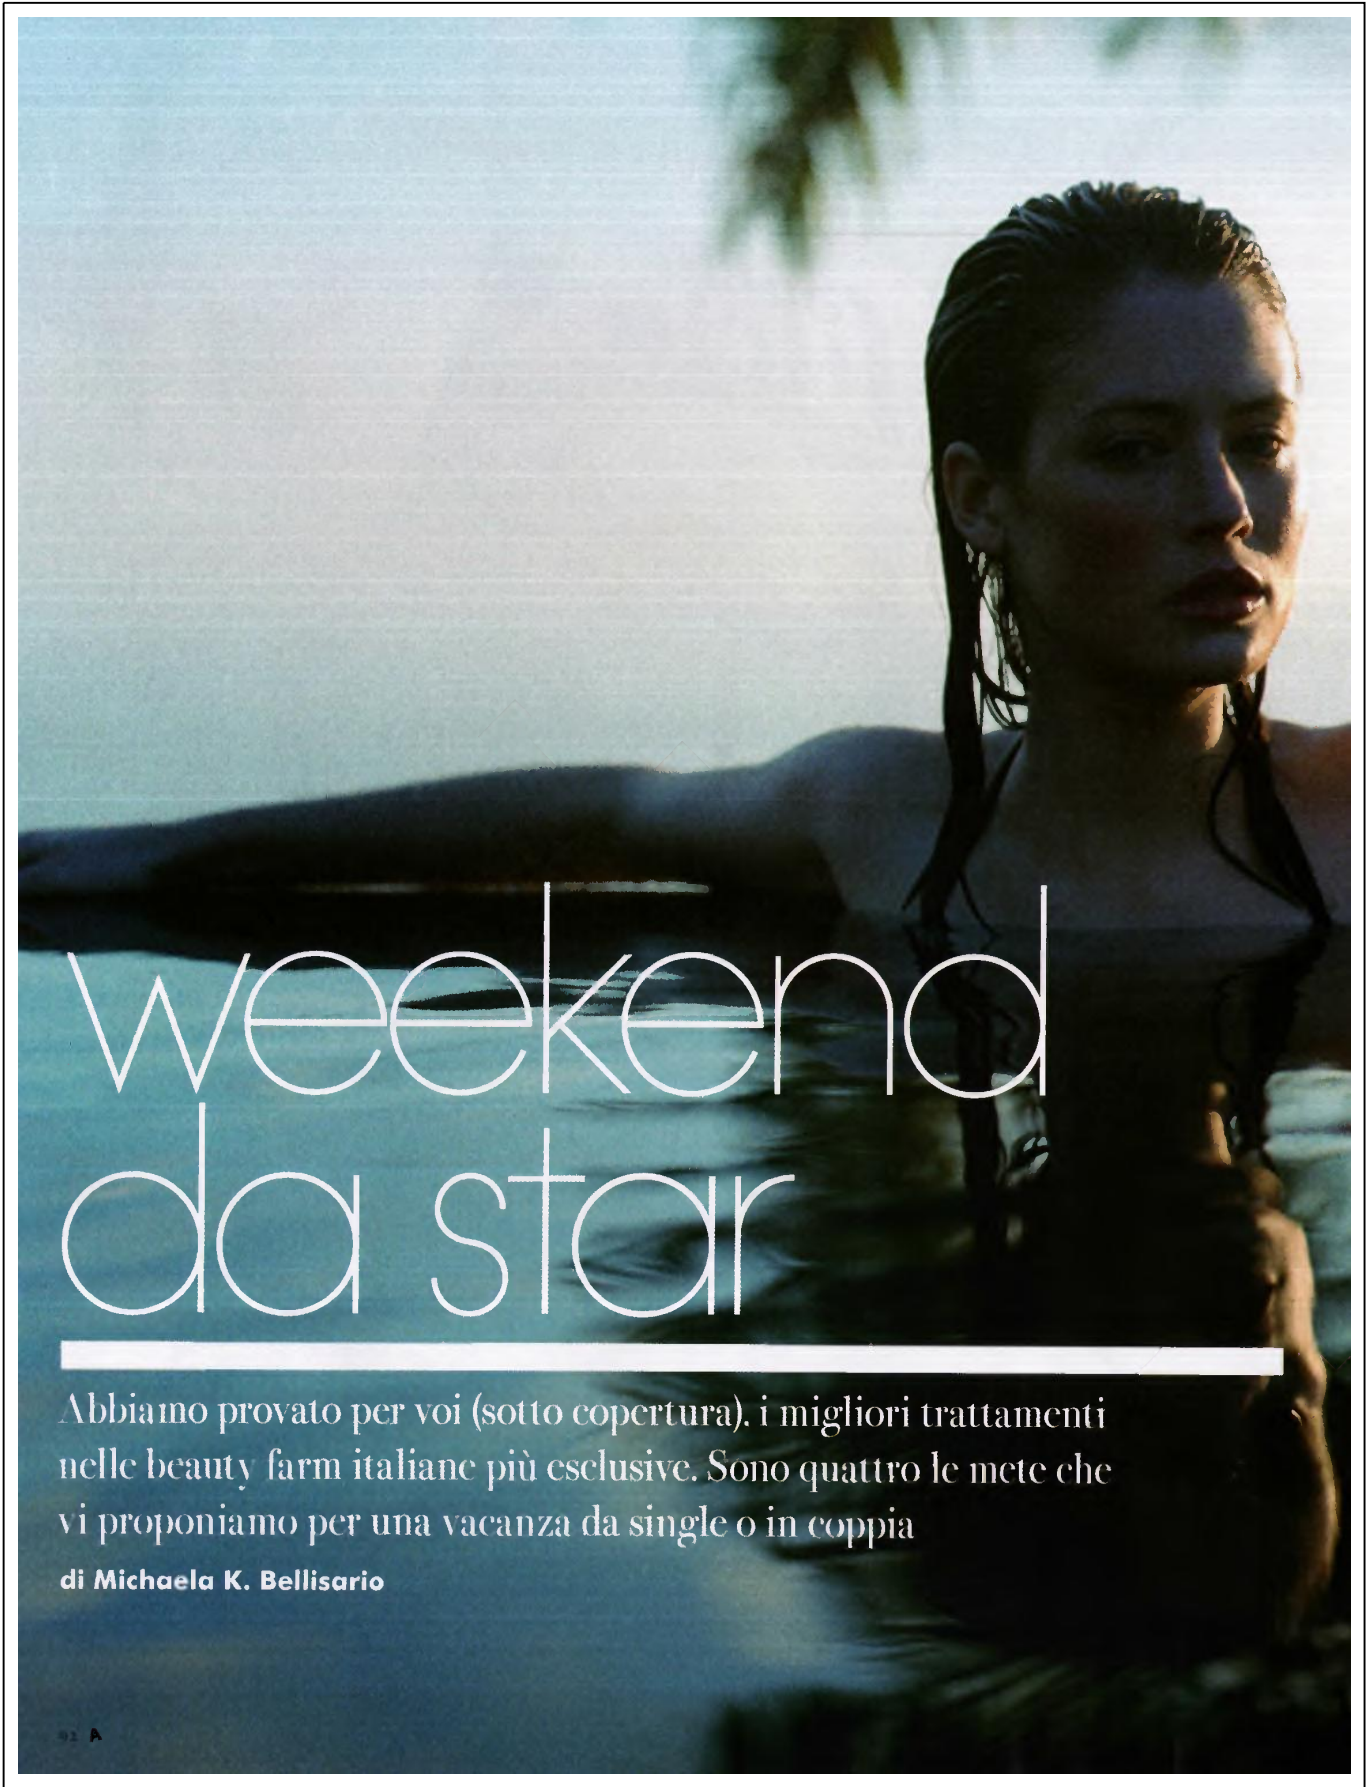 weekend
da star
Abbiamo provato per voi (sotto copertura), i migliori trattamenti
nelle beauty farm italiane più esclusive. Sono quattro le mete che
vi proponiamo per una vacanza da single o in coppia
di Michaela K. Bellisario
A